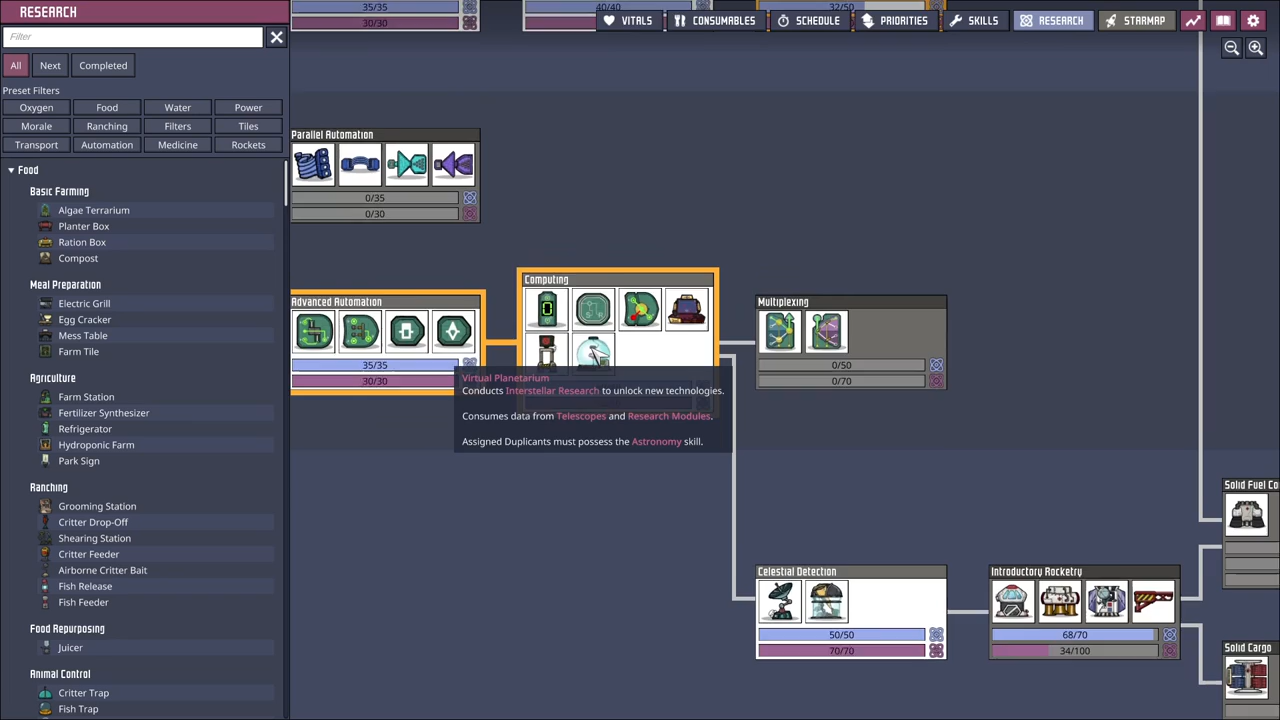 RESEARCH
35/35
30/30
40/40
32/50
VITALS
CONSUMABLES
SCHEDULE
PRIORITIES
SKILLS
RESEARCH
STARMAP
Filter
All
Next
Completed
Preset Filters
Oxygen
Food
Water
Power
Morale
Ranching
Filters
Tiles
Transport
Automation
Medicine
Rockets
Food
Basic Farming
Algae Terrarium
Planter Box
Ration Box
Compost
Meal Preparation
Electric Grill
Egg Cracker
Mess Table
Farm Tile
Agriculture
Farm Station
Fertilizer Synthesizer
Refrigerator
Hydroponic Farm
Park Sign
Ranching
Grooming Station
Critter Drop-Off
Shearing Station
Critter Feeder
Airborne Critter Bait
Fish Release
Fish Feeder
Food Repurposing
Juicer
Animal Control
Critter Trap
Fish Trap
Parallel Automation
0/35
0/30
Advanced Automation
35/35
30/30
Computing
Virtual Planetarium
Conducts Interstellar Research to unlock new technologies.
Consumes data from Telescopes and Research Modules.
Assigned Duplicants must possess the Astronomy skill.
Multiplexing
0/50
0/70
Celestial Detection
50/50
70/70
Introductory Rocketry
68/70
34/100
Solid Fuel Co
Solid Cargo